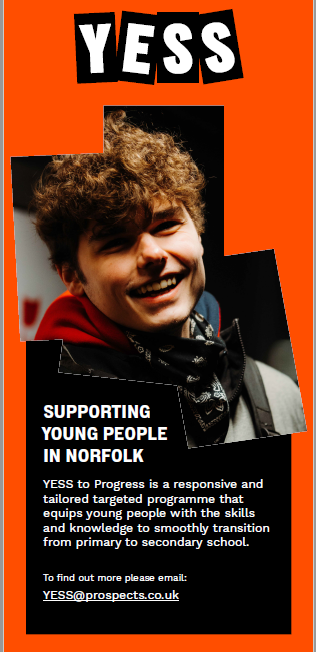 YESS
SUPPORTING
YOUNG PEOPLE
IN NORFOLK
YESS to Progress is a responsive and
tailored targeted programme that
equips young people with the skills
and knowledge to smoothly transition
from primary to secondary school.
To find out more please email:
YESS@prospects.co.uk